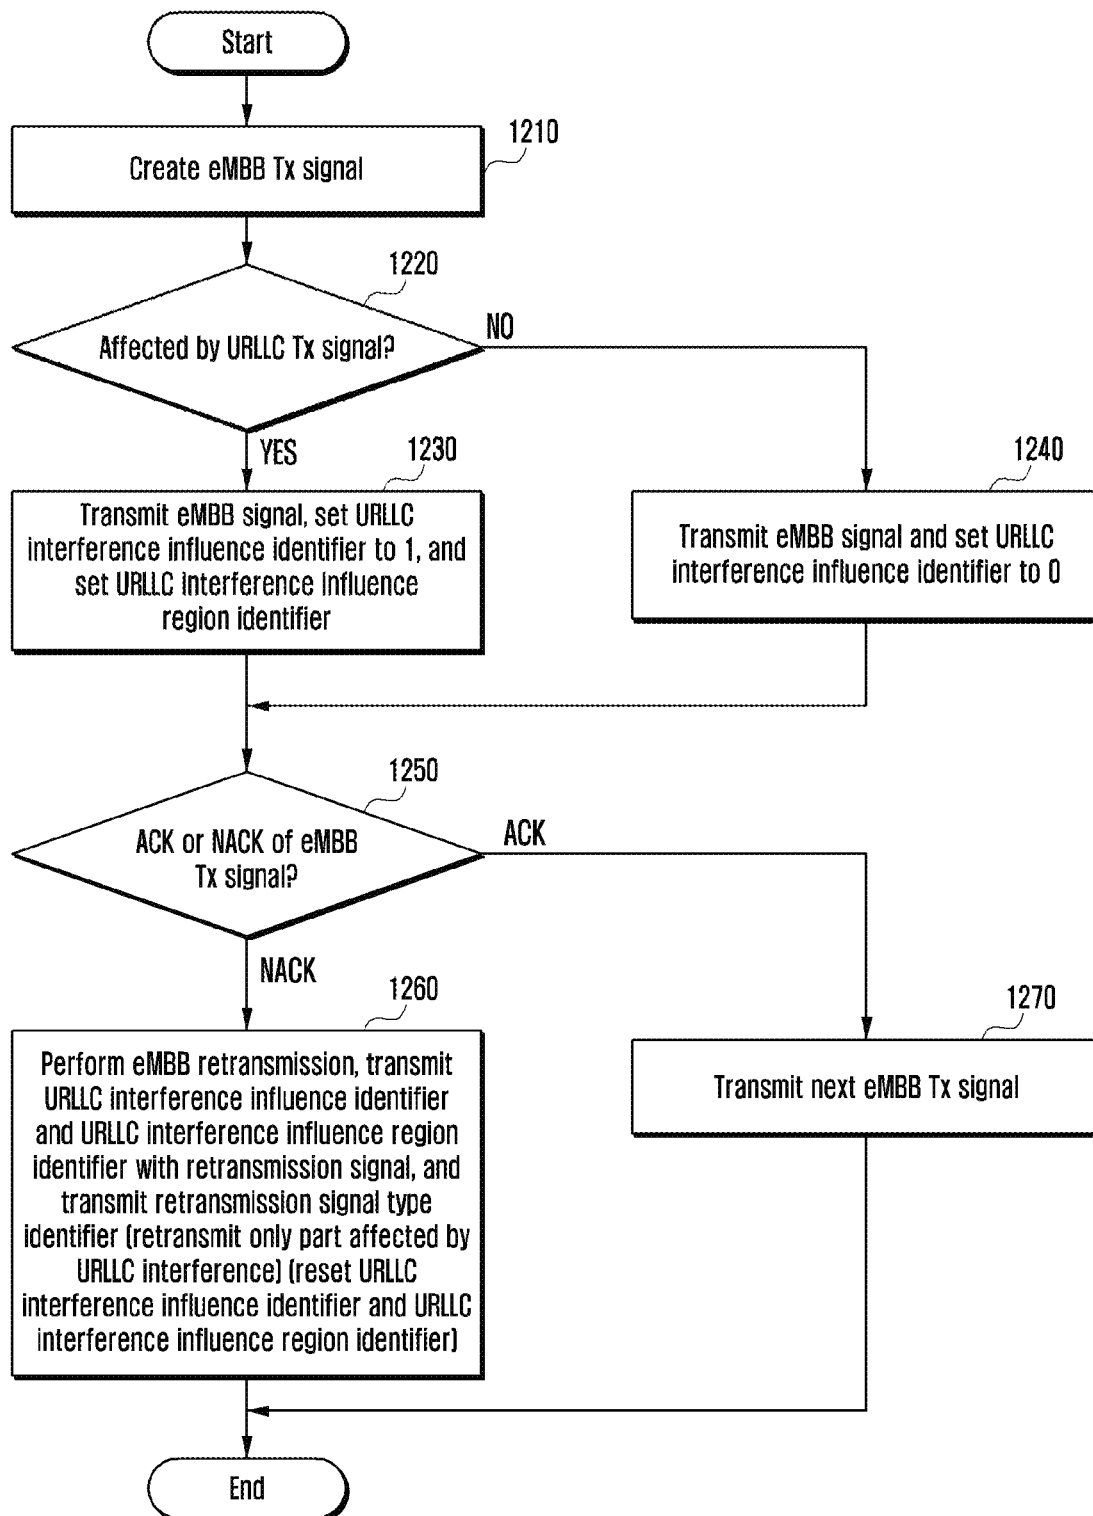 Start
1210
Create eMBB Tx signal
1220
Affected by URLLC Tx signal?
NO
YES
1230
Transmit eMBB signal, set URLLC
interference influence identifier to 1, and
set URLLC interference influence
region identifier
1240
Transmit eMBB signal and set URLLC
interference influence identifier to 0
1250
ACK or NACK of eMBB
Tx signal?
ACK
NACK
1260
Perform eMBB retransmission, transmit
URLLC interference influence identifier
and URLLC interference influence region
identifier with retransmission signal, and
transmit retransmission signal type
identifier (retransmit only part affected by
URLLC interference) (reset URLLC
interference influence identifier and URLLC
interference influence region identifier)
1270
Transmit next eMBB Tx signal
End